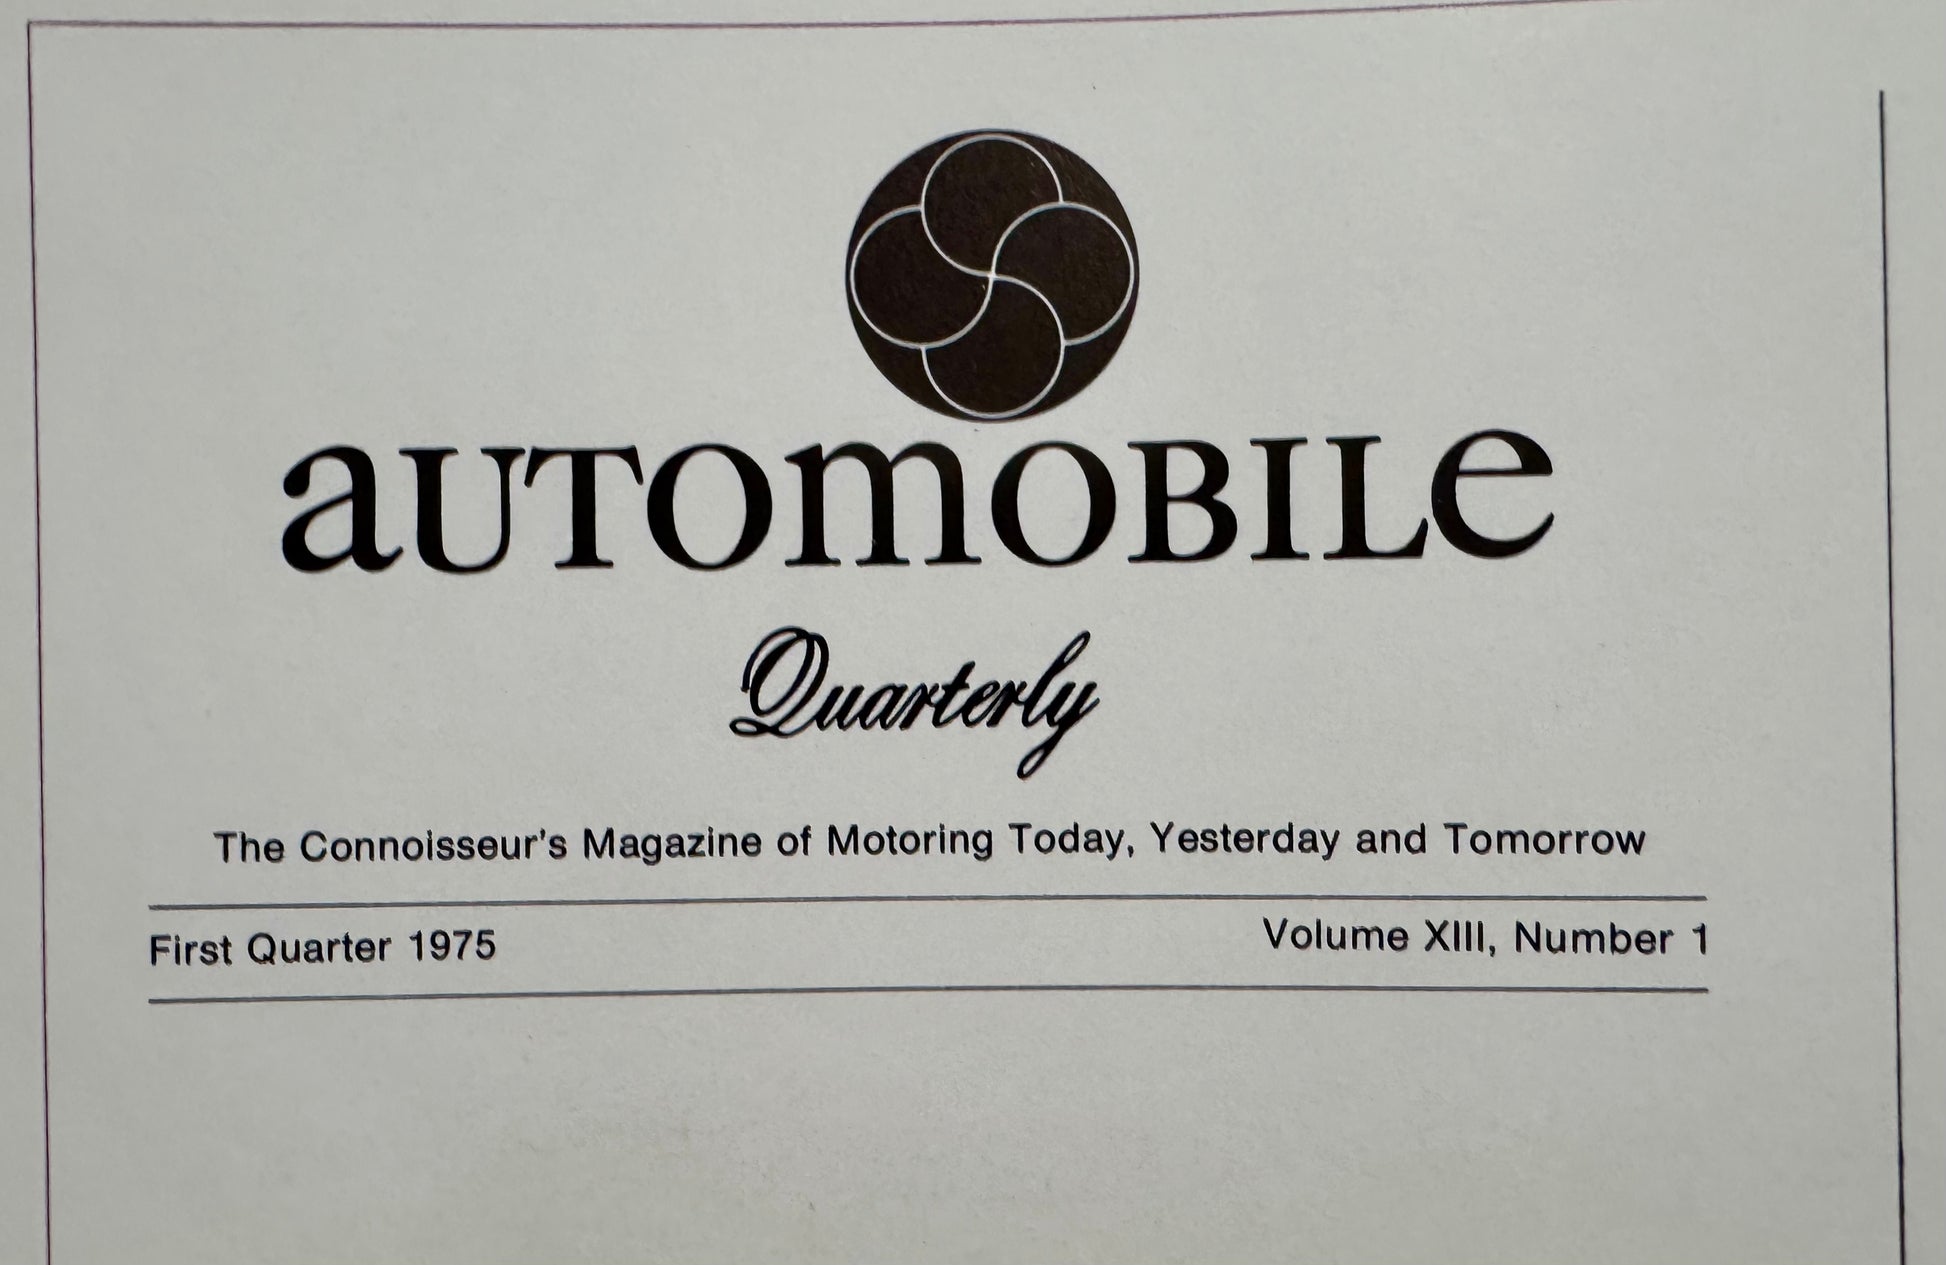 aUTOmOBILe
Quarterly
The Connoisseur's Magazine of Motoring Today, Yesterday and Tomorrow
First Quarter 1975
Volume XIII, Number 1